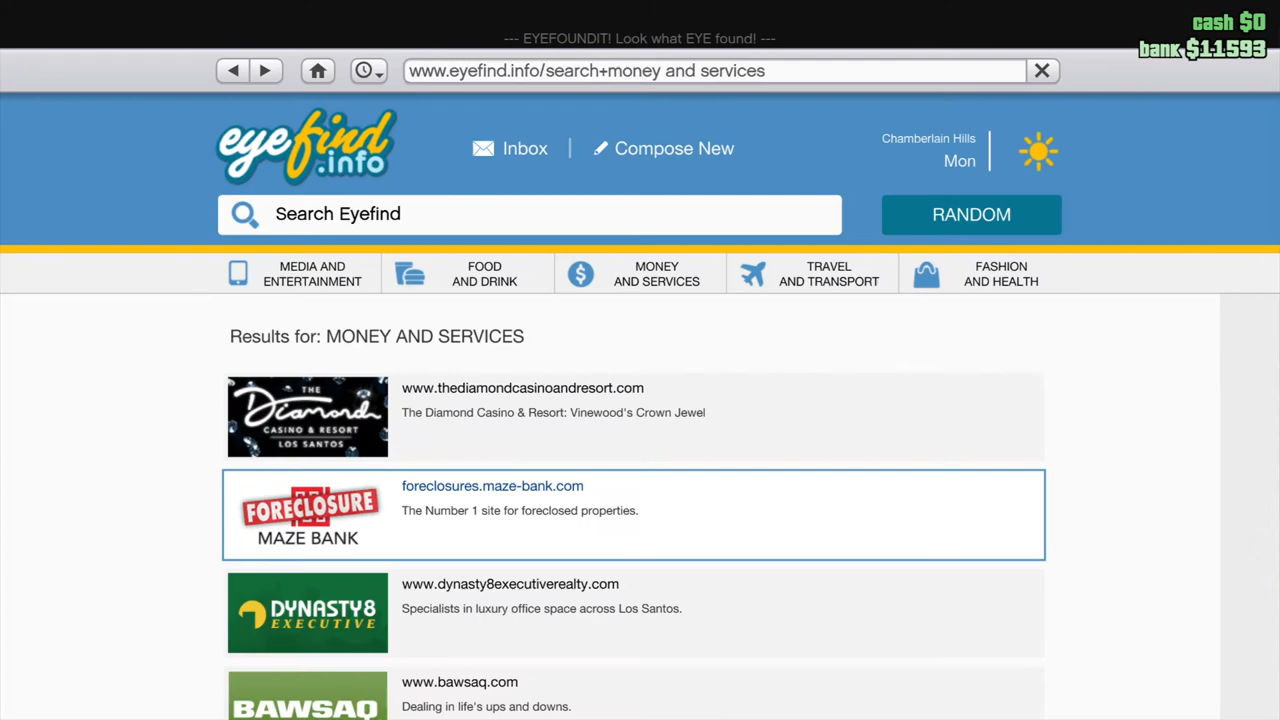 cash $0
--- EYEFOUNDIT! Look what EYE found! ---
bank $11593
www.eyefind.info/search+money and services
eyefind
.info
Inbox
Compose New
Chamberlain Hills
Mon
Search Eyefind
RANDOM
MEDIA AND
ENTERTAINMENT
FOOD
AND DRINK
MONEY
AND SERVICES
TRAVEL
AND TRANSPORT
FASHION
AND HEALTH
Results for: MONEY AND SERVICES
THE
Diamond
CASINO & RESORT
LOS SANTOS
www.thediamondcasinoandresort.com
The Diamond Casino & Resort: Vinewood's Crown Jewel
FORECLOSURE
MAZE BANK
foreclosures.maze-bank.com
The Number 1 site for foreclosed properties.
DYNASTY8
EXECUTIVE
www.dynasty8executiverealty.com
Specialists in luxury office space across Los Santos.
BAWSAQ
www.bawsaq.com
Dealing in life's ups and downs.